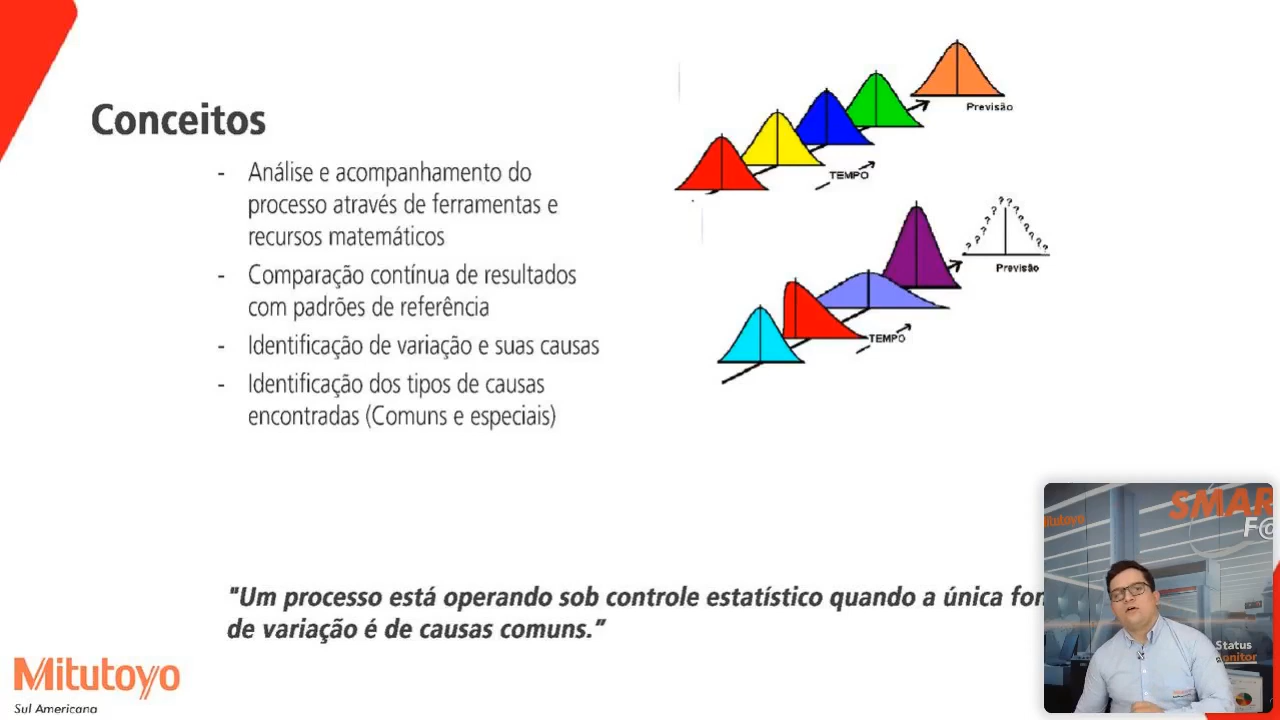 Conceitos
- Análise e acompanhamento do
processo através de ferramentas e
recursos matemáticos
- Comparação contínua de resultados
com padrões de referência
- Identificação de variação e suas causas
- Identificação dos tipos de causas
encontradas (Comuns e especiais)
Previsão
TEMPO
? ? ? ? ? ? ? ? ? ? ? ?
Previsão
TEMPO
"Um processo está operando sob controle estatístico quando a única
de variação é de causas comuns."
Mitutoyo
Sul Americana
Mitutoyo
SMAR
F@
Status